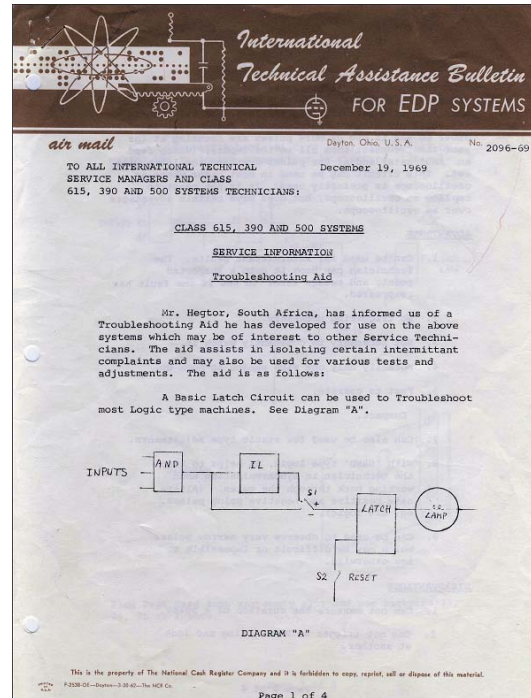 International
Technical Assistance Bulletin
FOR EDP SYSTEMS
air mail
Dayton, Ohio, U. S. A.
No. 2096-69
TO ALL INTERNATIONAL TECHNICAL
SERVICE MANAGERS AND CLASS
615, 390 AND 500 SYSTEMS TECHNICIANS:
December 19, 1969
CLASS 615, 390 AND 500 SYSTEMS
SERVICE INFORMATION
Troubleshooting Aid
Mr. Hegtor, South Africa, has informed us of a
Troubleshooting Aid he has developed for use on the above
systems which may be of interest to other Service Techni-
cians. The aid assists in isolating certain intermittant
complaints and may also be used for various tests and
adjustments. The aid is as follows:
A Basic Latch Circuit can be used to Troubleshoot
most Logic type machines. See Diagram "A".
INPUTS
AND
IL
S1
+
-
LATCH
LAMP
S2
RESET
DIAGRAM "A"
This is the property of The National Cash Register Company and it is forbidden to copy, reprint, sell or dispose of this material.
Page 1 of 4